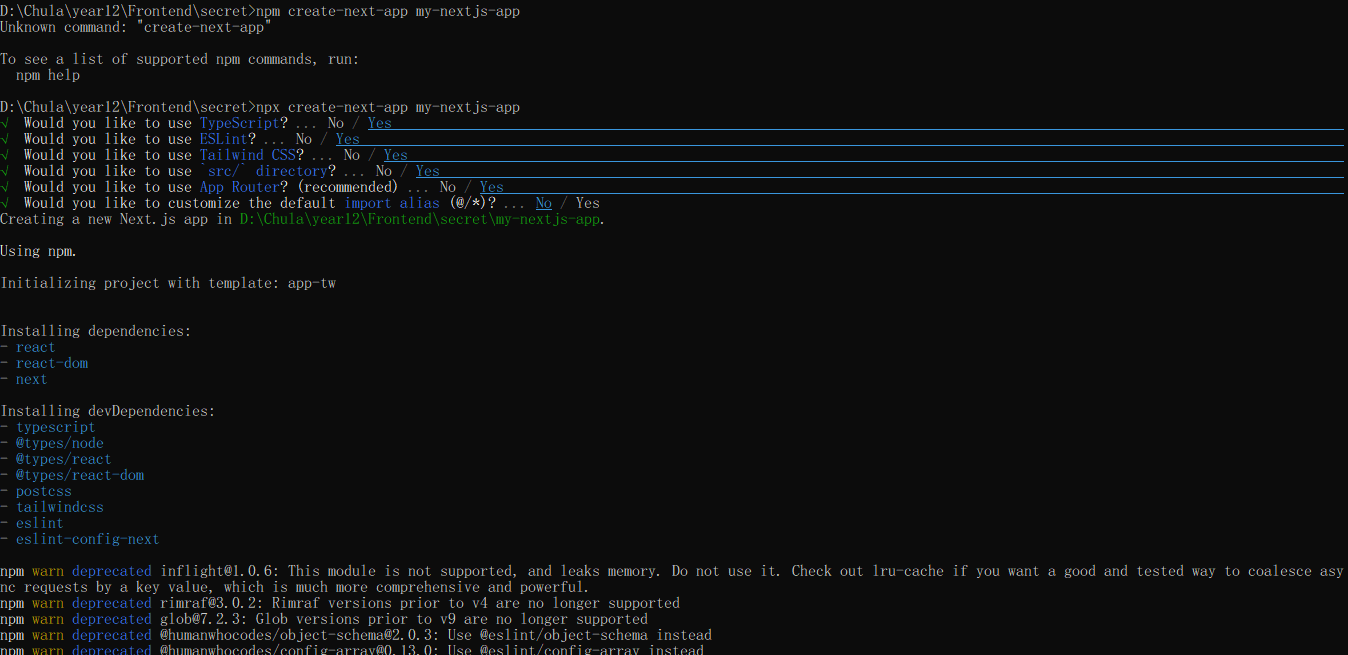 D:\Chula\year12\Frontend\secret>npm create-next-app my-nextjs-app
Unknown command: "create-next-app"
To see a list of supported npm commands, run:
npm help
D:\Chula\year12\Frontend\secret>npx create-next-app my-nextjs-app
√ Would you like to use TypeScript? ... No / Yes
√ Would you like to use ESLint? ... No / Yes
√ Would you like to use Tailwind CSS? ... No / Yes
√ Would you like to use `src/` directory? ... No / Yes
√ Would you like to use App Router? (recommended) ... No / Yes
√ Would you like to customize the default import alias (@/*)? ... No / Yes
Creating a new Next.js app in D:\Chula\year12\Frontend\secret\my-nextjs-app.
Using npm.
Initializing project with template: app-tw
Installing dependencies:
- react
- react-dom
- next
Installing devDependencies:
- typescript
- @types/node
- @types/react
- @types/react-dom
- postcss
- tailwindcss
- eslint
- eslint-config-next
npm warn deprecated inflight@1.0.6: This module is not supported, and leaks memory. Do not use it. Check out lru-cache if you want a good and tested way to coalesce asy
nc requests by a key value, which is much more comprehensive and powerful.
npm warn deprecated rimraf@3.0.2: Rimraf versions prior to v4 are no longer supported
npm warn deprecated glob@7.2.3: Glob versions prior to v9 are no longer supported
npm warn deprecated @humanwhocodes/object-schema@2.0.3: Use @eslint/object-schema instead
npm warn deprecated @humanwhocodes/config-array@0.13.0: Use @eslint/config-array instead